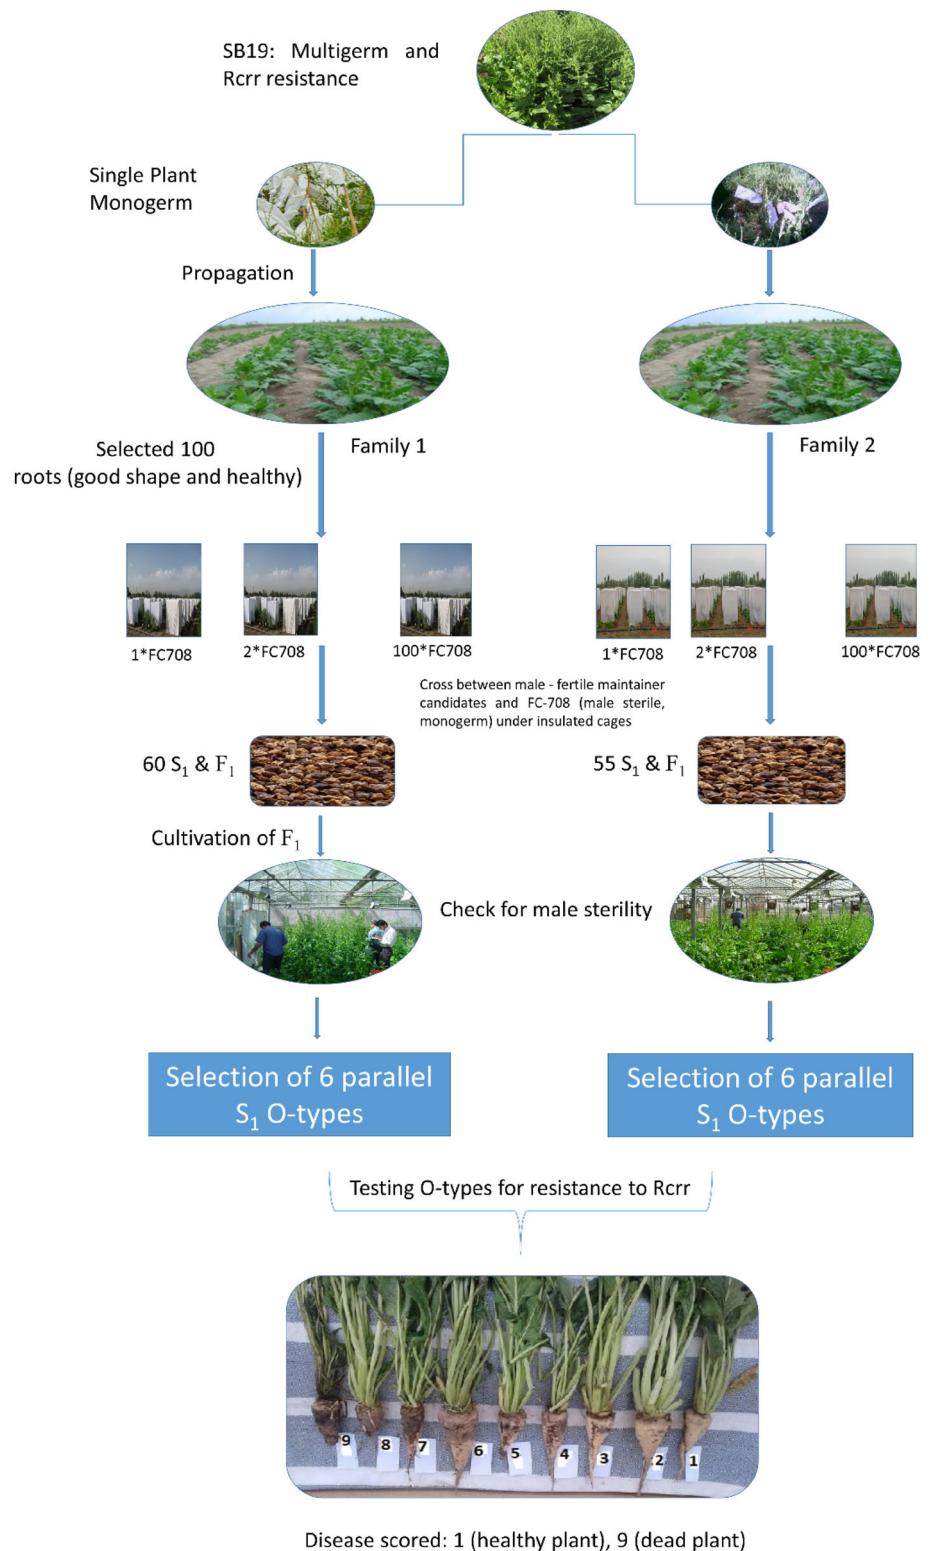 SB19: Multigerm and
Rcrr resistance
Single Plant
Monogerm
Propagation
Selected 100
roots (good shape and healthy)
Family 1
Family 2
1*FC708
2*FC708
100*FC708
1*FC708
2*FC708
100*FC708
Cross between male - fertile maintainer
candidates and FC-708 (male sterile,
monogerm) under insulated cages
60 S₁ & F₁
55 S₁ & F₁
Cultivation of F₁
Check for male sterility
Selection of 6 parallel
S₁ O-types
Selection of 6 parallel
S₁ O-types
Testing O-types for resistance to Rcrr
9 8 7 6 5 4 3 2 1
Disease scored: 1 (healthy plant), 9 (dead plant)